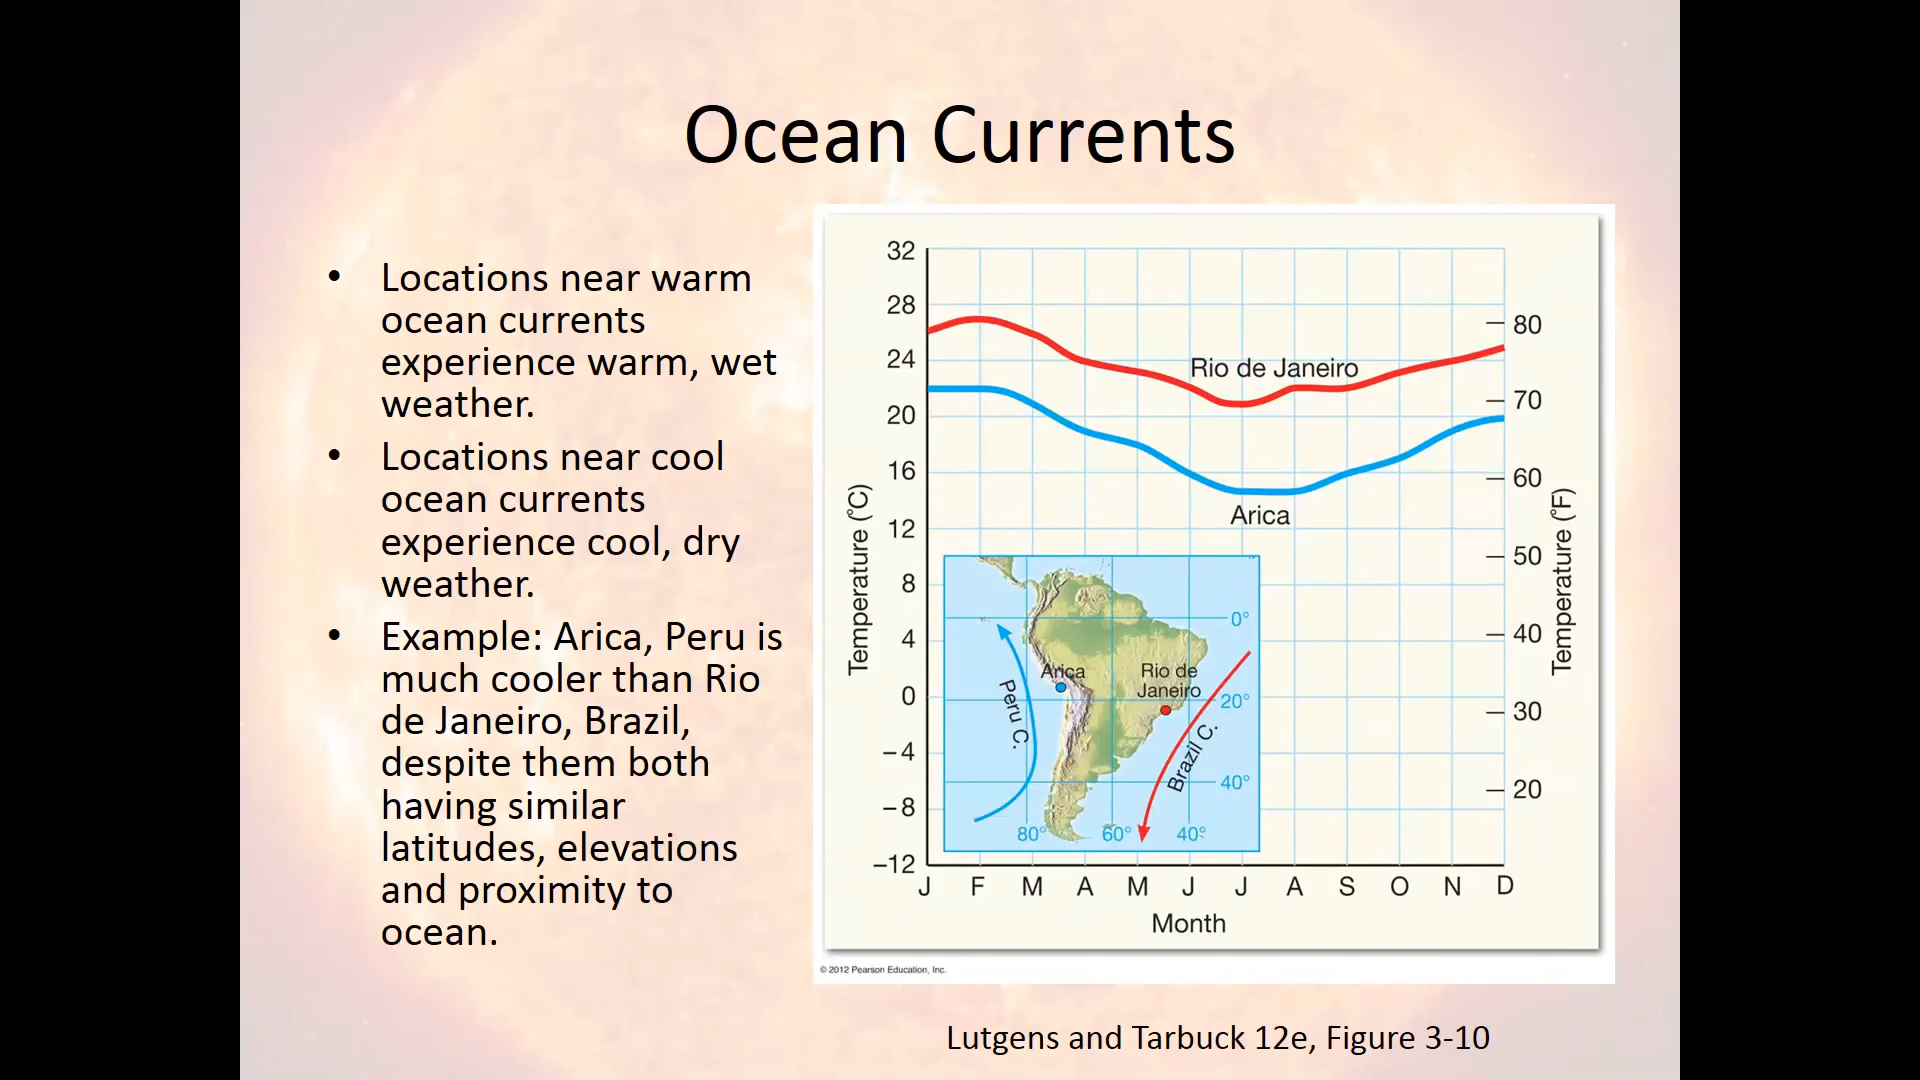 Ocean Currents
• Locations near warm
ocean currents
experience warm, wet
weather.
• Locations near cool
ocean currents
experience cool, dry
weather.
• Example: Arica, Peru is
much cooler than Rio
de Janeiro, Brazil,
despite them both
having similar
latitudes, elevations
and proximity to
ocean.
Temperature (°C)
32
28
24
20
16
12
8
4
0
−4
−8
−12
Rio de Janeiro
Arica
80
70
60
50
40
30
20
Temperature (°F)
Arica
Rio de
Janeiro
Peru C.
Brazil C.
0°
20°
40°
80° 60° 40°
J F M A M J J A S O N D
Month
© 2012 Pearson Education, Inc.
Lutgens and Tarbuck 12e, Figure 3-10